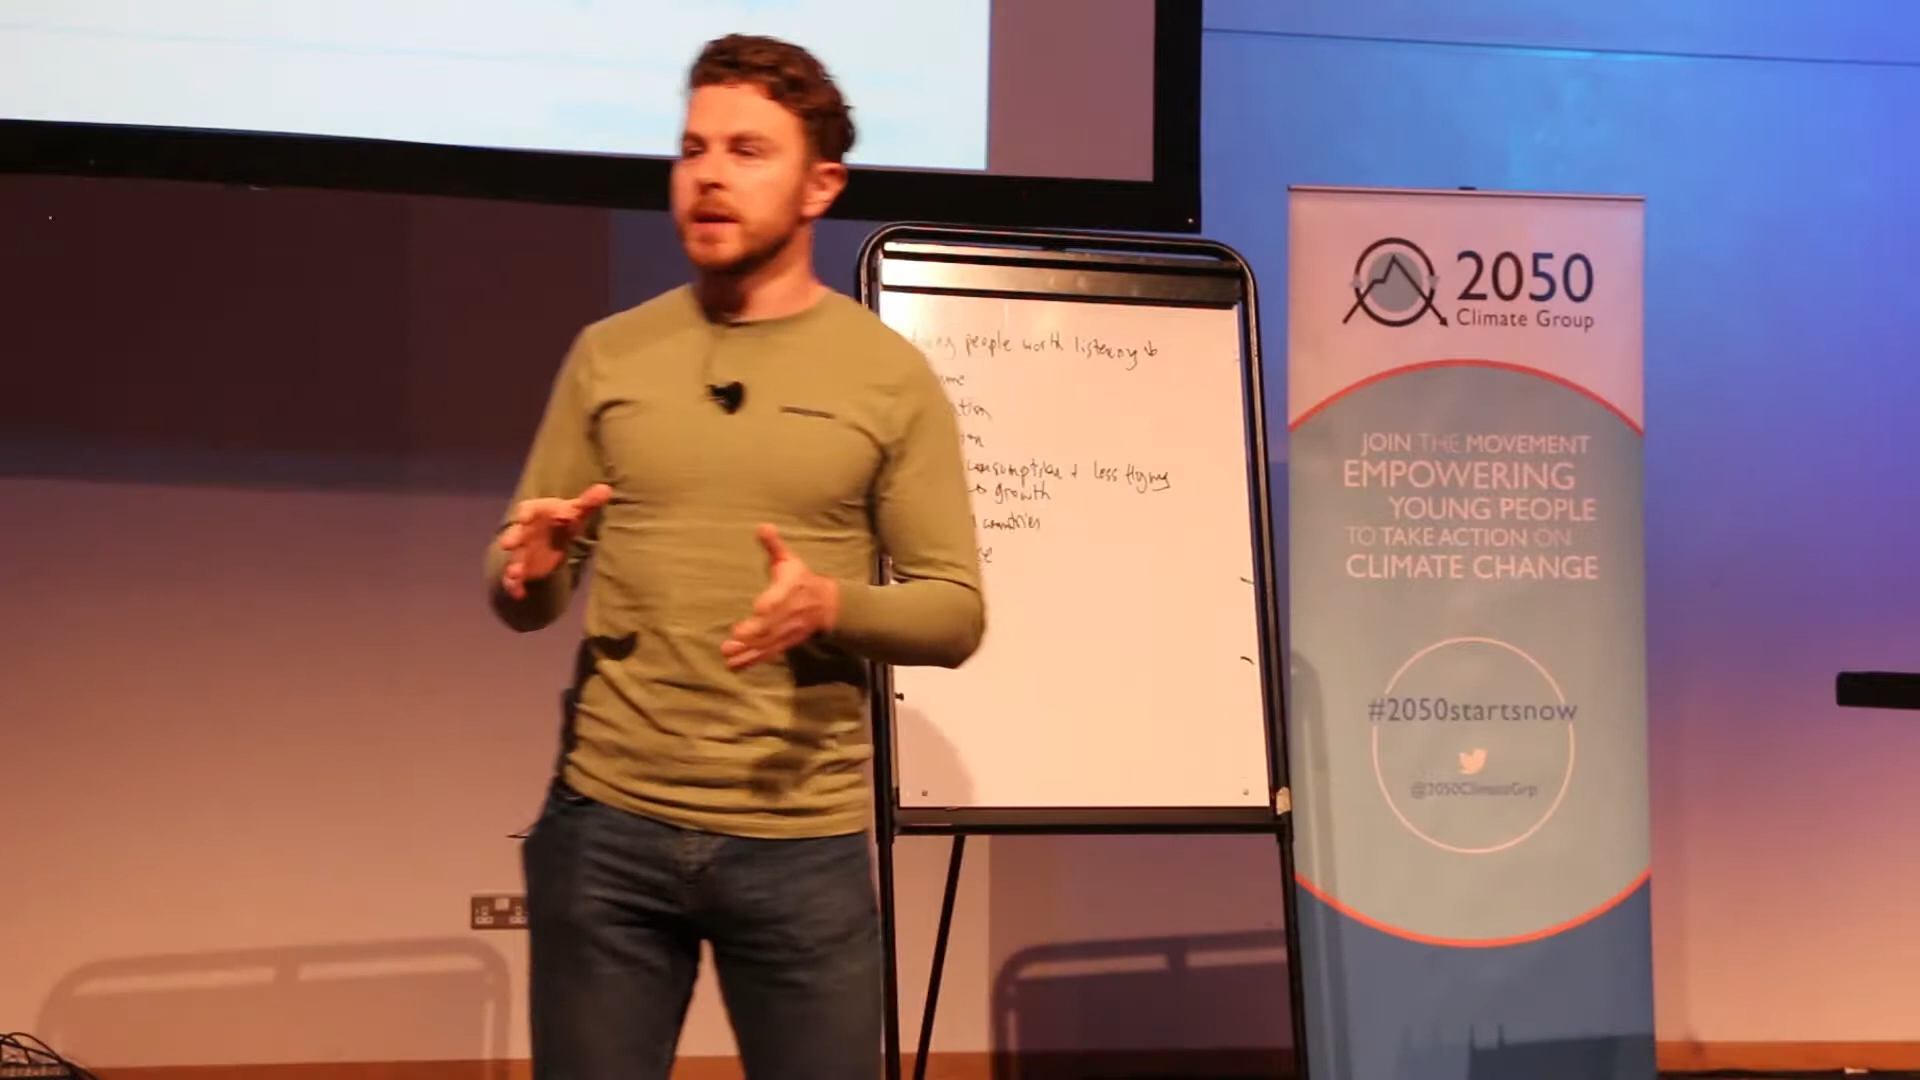 people worth listening to
consumption + less flying
growth
countries
2050
Climate Group
JOIN THE MOVEMENT
EMPOWERING
YOUNG PEOPLE
TO TAKE ACTION ON
CLIMATE CHANGE
#2050startsnow
@2050ClimateGrp